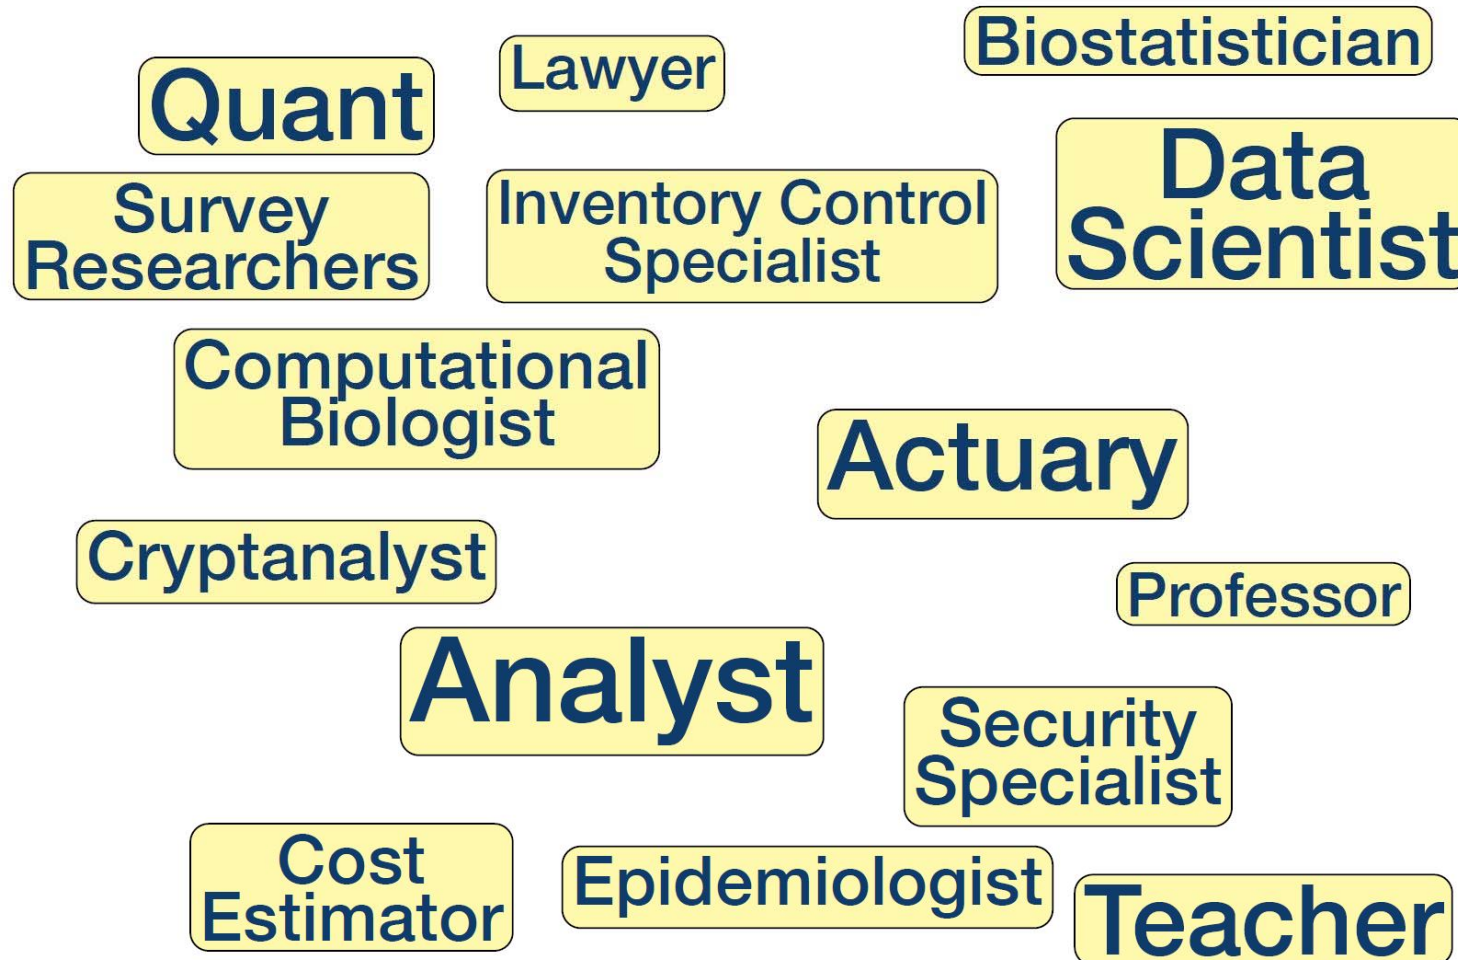 Biostatistician
Lawyer
Quant
Data
Scientist
Survey
Researchers
Inventory Control
Specialist
Computational
Biologist
Actuary
Cryptanalyst
Professor
Analyst
Security
Specialist
Cost
Estimator
Epidemiologist
Teacher